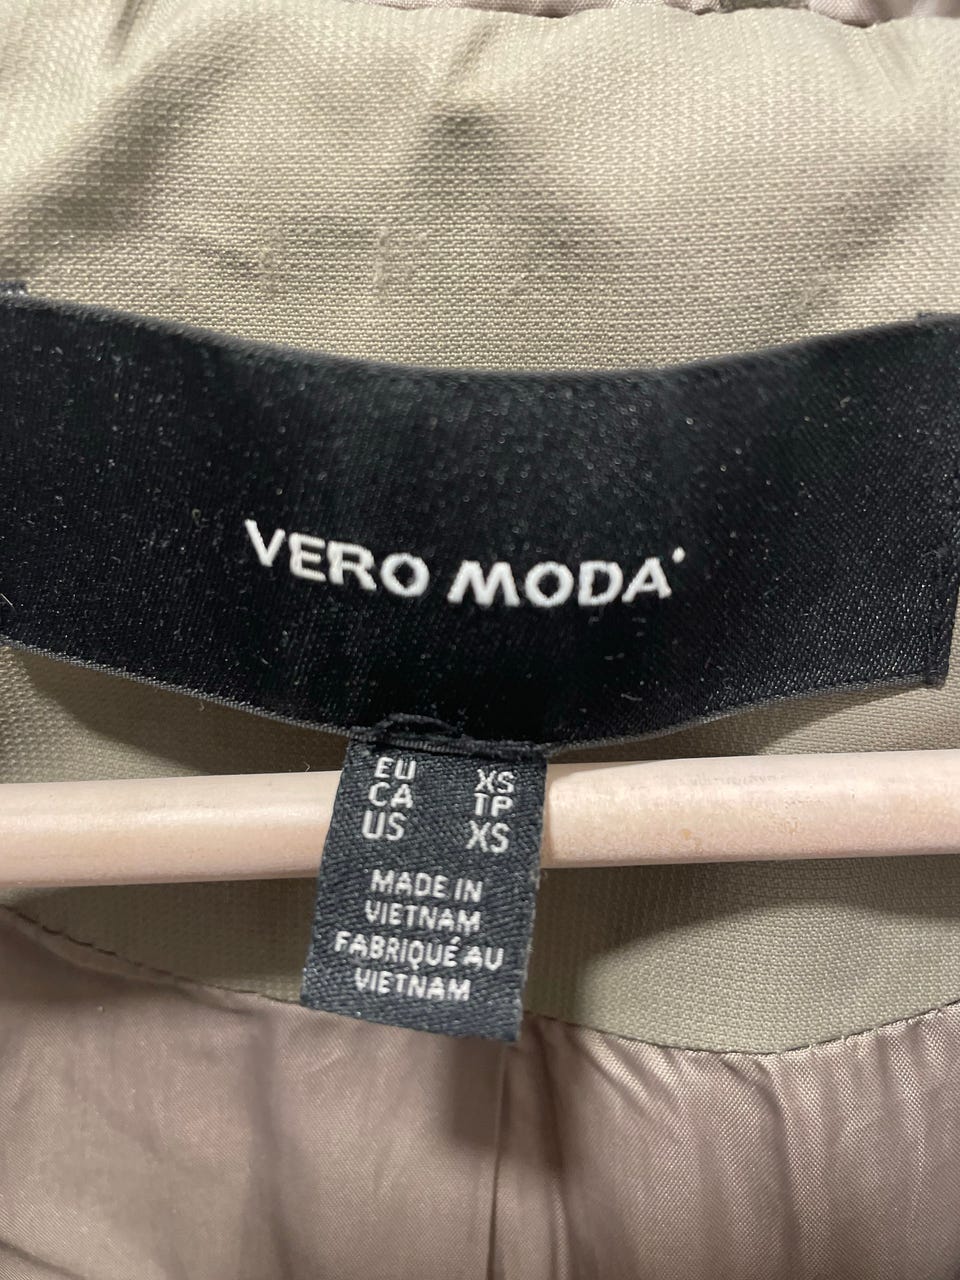 VERO MODA
EU XS
CA TP
US XS
MADE IN
VIETNAM
FABRIQUÉ AU
VIETNAM